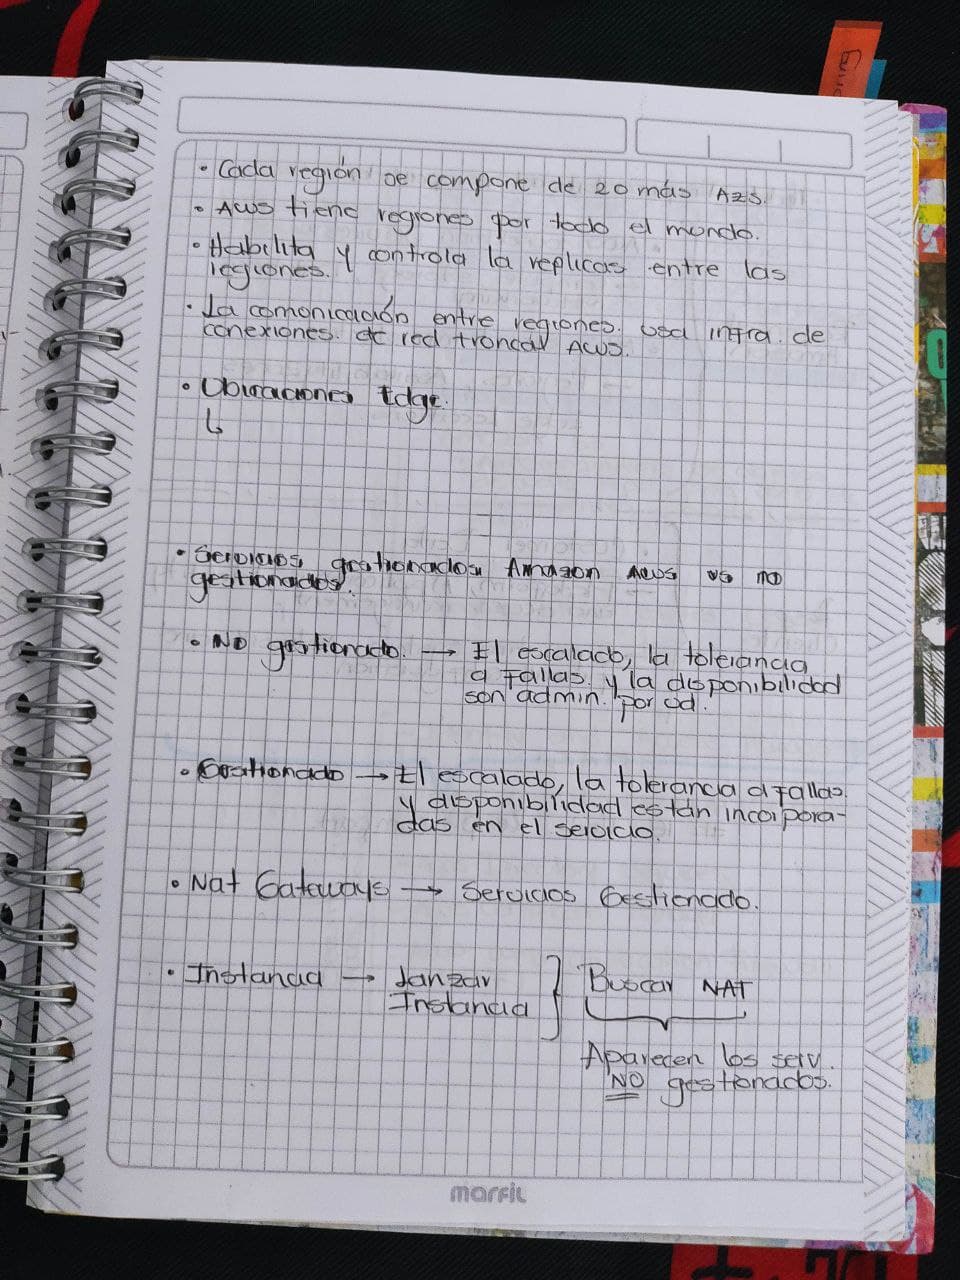 • Cada región se compone de 2 o más AZs.
• AWS tiene regiones por todo el mundo.
• Habilita y controla la replicas entre las
regiones.
• La comonicación entre regiones. usa infra. de
conexiones. de red troncal AWS.
• Ubicaciones Edge.
↳
• Servicios gestionados Amazon AWS vs no
gestionados.
• NO gestionado. → El escalado, la tolerancia
a fallas. y la disponibilidad
son admin. por ud.
• Gestionado → El escalado, la tolerancia a fallas.
y disponibilidad están incorpora-
das en el servicio.
• Nat Gateways → Servicios Gestionado.
• Instancia → Lanzar
Instancia } Buscar NAT
Aparecen los serv.
NO gestionados.
marfil